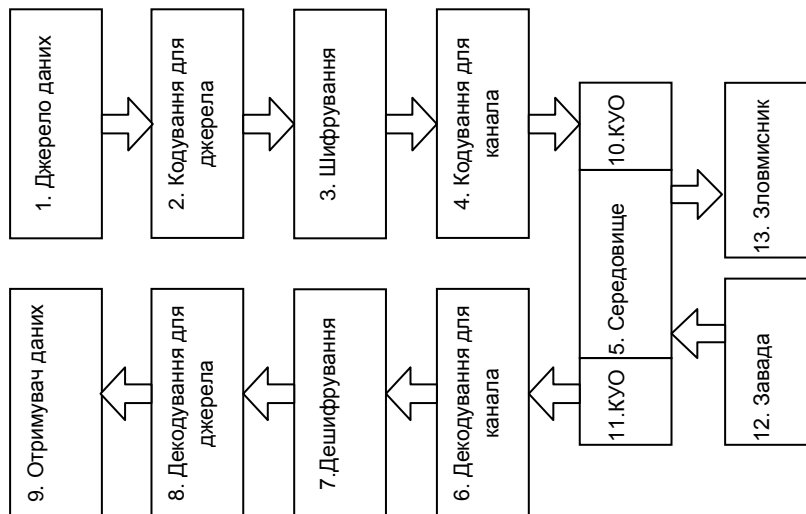 1. Джерело даних
2. Кодування для
джерела
3. Шифрування
4. Кодування для
канала
10.КУО
5. Середовище
11.КУО
6. Декодування для
канала
7.Дешифрування
8. Декодування для
джерела
9. Отримувач даних
12. Завада
13. Зловмисник